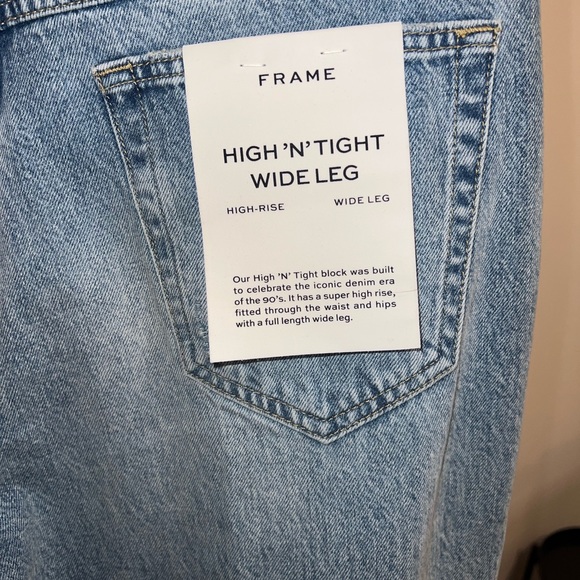 FRAME
HIGH 'N' TIGHT
WIDE LEG
HIGH-RISE WIDE LEG
Our High 'N' Tight block was built
to celebrate the iconic denim era
of the 90's. It has a super high rise,
fitted through the waist and hips
with a full length wide leg.